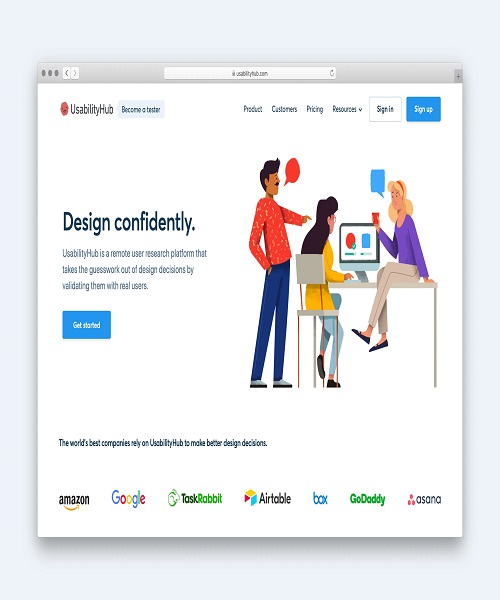 usabilityhub.com
UsabilityHub
Become a tester
Product
Customers
Pricing
Resources
Sign in
Sign up
Design confidently.
UsabilityHub is a remote user research platform that
takes the guesswork out of design decisions by
validating them with real users.
Get started
The world's best companies rely on UsabilityHub to make better design decisions.
amazon
Google
TaskRabbit
Airtable
box
GoDaddy
asana